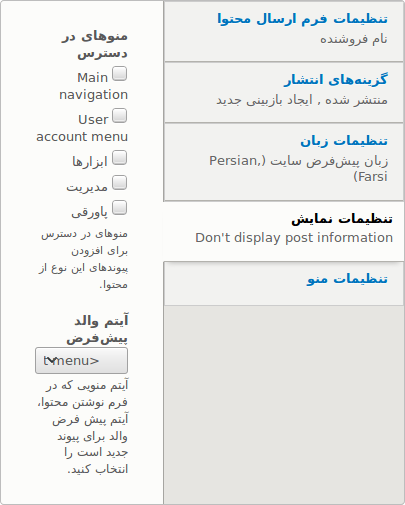 تنظیمات فرم ارسال محتوا
نام فروشنده
گزینه‌های انتشار
منتشر شده , ایجاد بازبینی جدید
تنظیمات زبان
زبان پیش‌فرض سایت (Persian,
Farsi)
تنظیمات نمایش
Don't display post information
تنظیمات منو
منوهای در
دسترس
Main
navigation
User
account menu
ابزارها
مدیریت
پاورقی
منوهای در دسترس
برای افزودن
پیوندهای این نوع از
محتوا.
آیتم والد
پیش‌فرض
t menu>
آیتم منویی که در
فرم نوشتن محتوا،
آیتم پیش فرض
والد برای پیوند
جدید است را
انتخاب کنید.